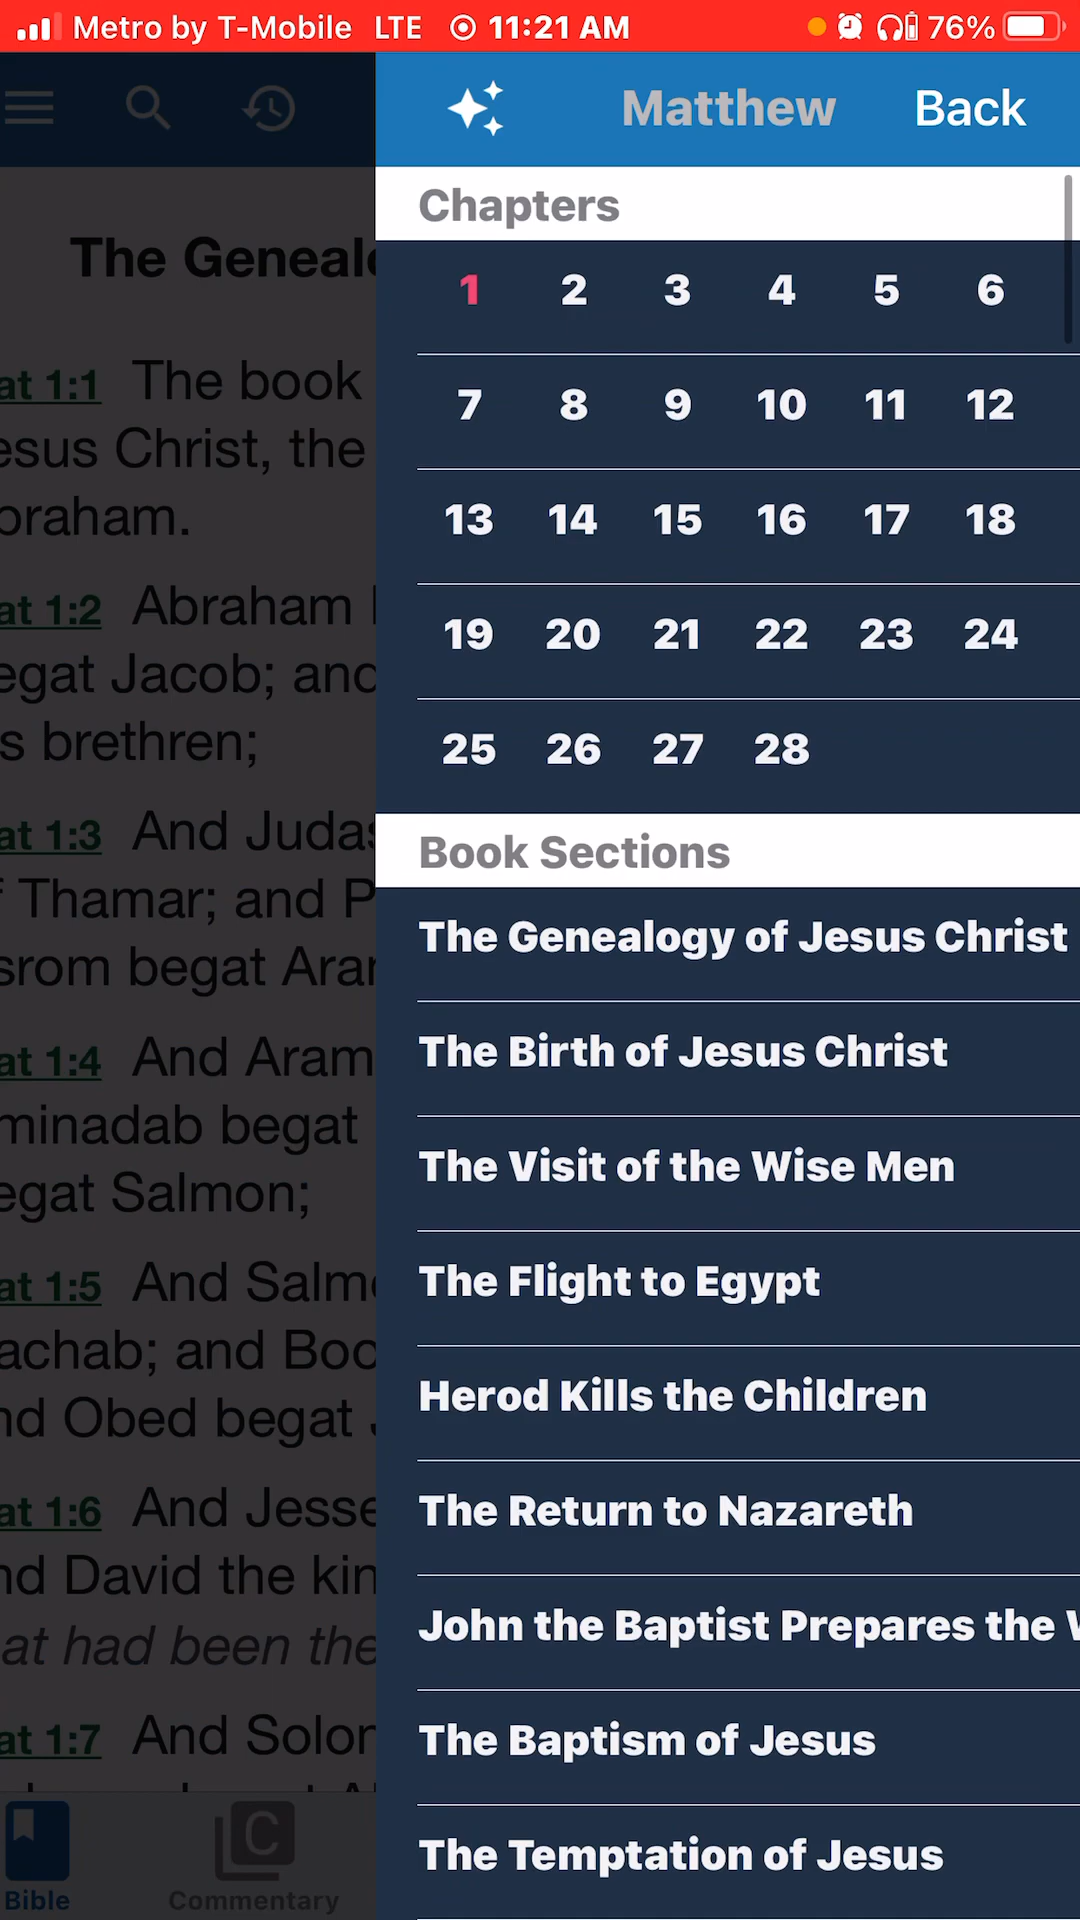 Metro by T-Mobile LTE 11:21 AM 76%
Matthew Back
Chapters
1 2 3 4 5 6
7 8 9 10 11 12
13 14 15 16 17 18
19 20 21 22 23 24
25 26 27 28
Book Sections
The Genealogy of Jesus Christ
The Birth of Jesus Christ
The Visit of the Wise Men
The Flight to Egypt
Herod Kills the Children
The Return to Nazareth
John the Baptist Prepares the
The Baptism of Jesus
The Temptation of Jesus
The
at 1:1 The book
esus Christ, the
braham.
at 1:2 Abraham
egat Jacob; and
s brethren;
at 1:3 And Judas
Thamar; and
srom begat Aram
at 1:4 And Aram
minadab begat
egat Salmon;
at 1:5 And
achab; and
nd Obed begat
at 1:6 And Jesse
nd David the
at had been the
at 1:7 And
Bible
C
Commentary